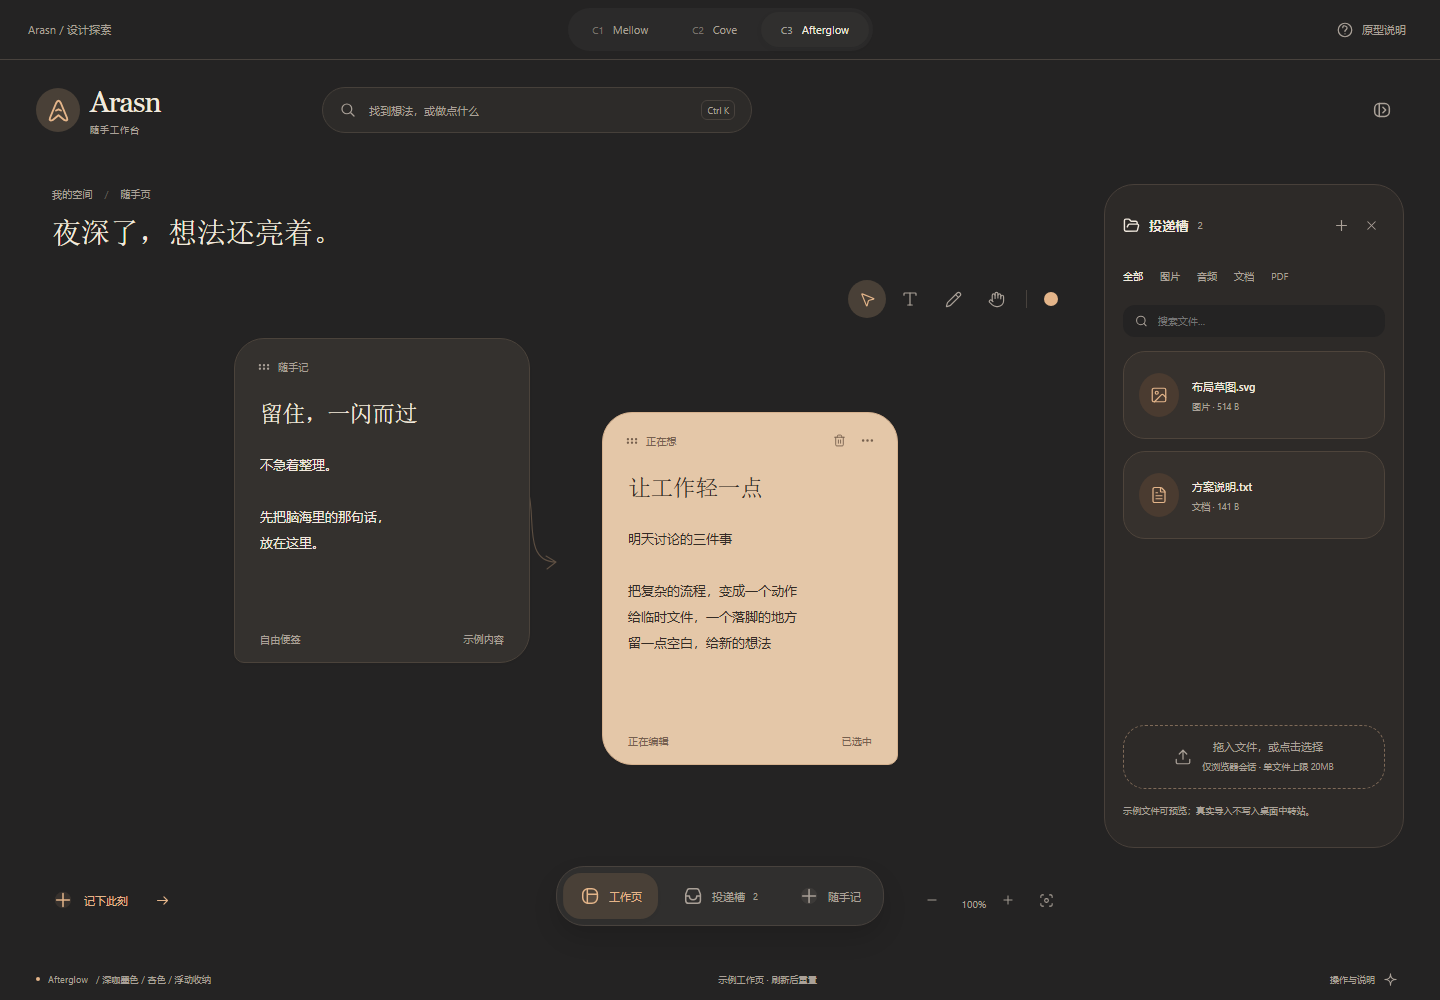 Arasn / 设计探索
C1 Mellow
C2 Cove
C3 Afterglow
原型说明
Arasn
随手工作台
找到想法，或做点什么
Ctrl K
我的空间 / 随手页
夜深了，想法还亮着。
随手记
留住，一闪而过
不急着整理。
先把脑海里的那句话，
放在这里。
自由便签
示例内容
正在想
让工作轻一点
明天讨论的三件事
把复杂的流程，变成一个动作
给临时文件，一个落脚的地方
留一点空白，给新的想法
正在编辑
已选中
投递槽 2
全部 图片 音频 文档 PDF
搜索文件...
布局草图.svg
图片 · 514 B
方案说明.txt
文档 · 141 B
拖入文件，或点击选择
仅浏览器会话 · 单文件上限 20MB
示例文件可预览；真实导入不写入桌面中转站。
记下此刻
工作页
投递槽 2
随手记
100%
Afterglow / 深咖墨色 / 杏色 / 浮动收纳
示例工作页 · 刷新后重置
操作与说明